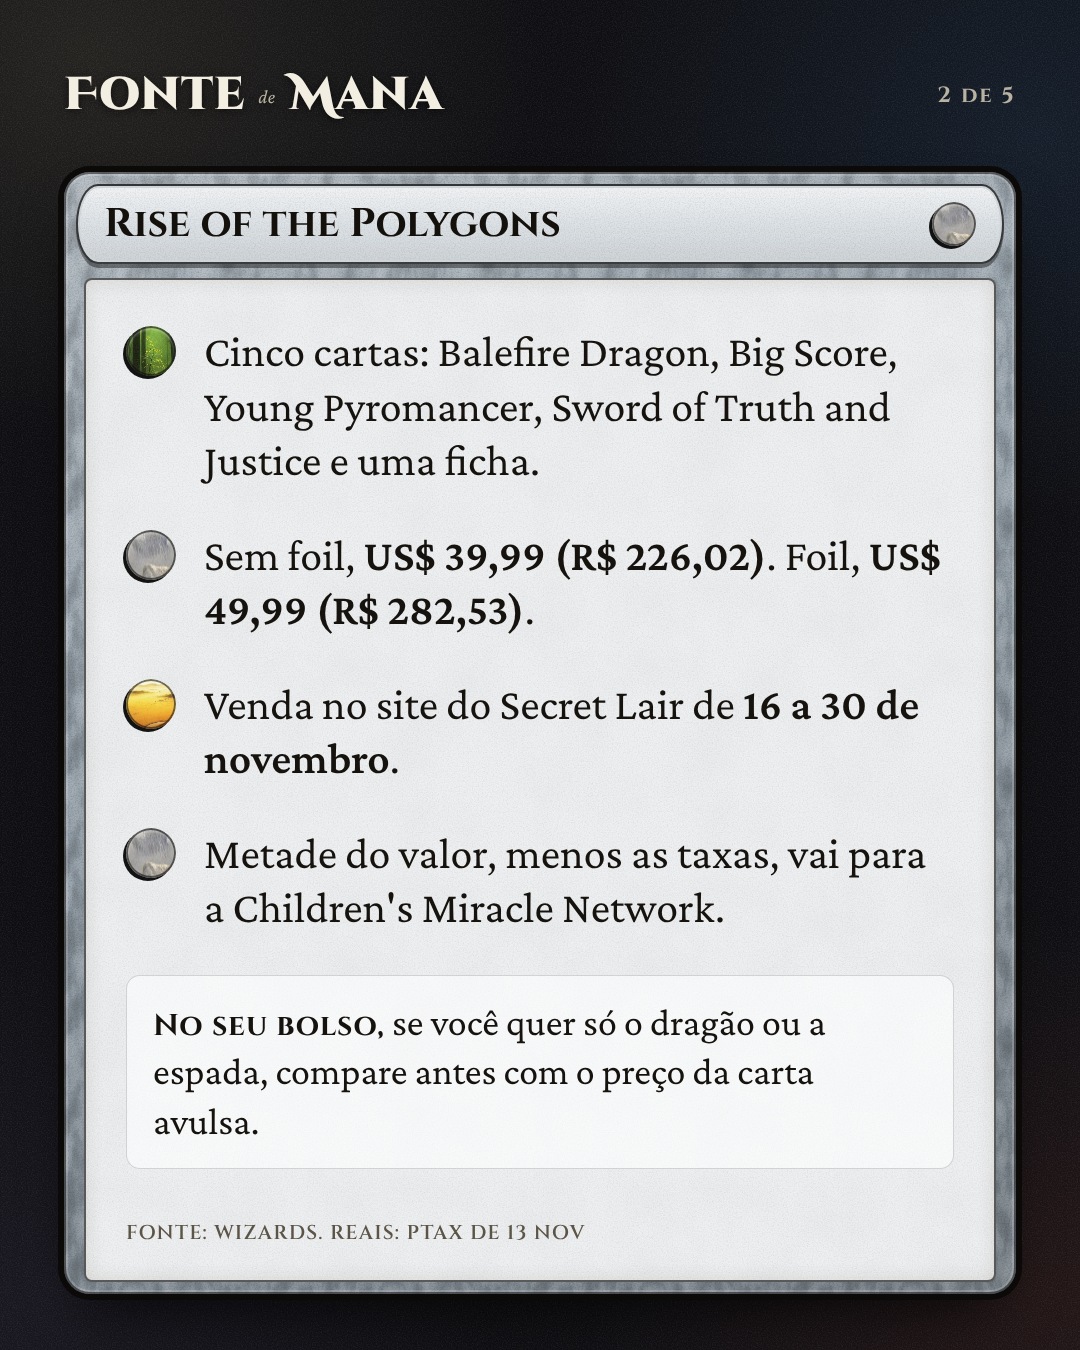 Fonte de Mana
2 de 5
Rise of the Polygons
Cinco cartas: Balefire Dragon, Big Score,
Young Pyromancer, Sword of Truth and
Justice e uma ficha.
Sem foil, US$ 39,99 (R$ 226,02). Foil, US$
49,99 (R$ 282,53).
Venda no site do Secret Lair de 16 a 30 de
novembro.
Metade do valor, menos as taxas, vai para
a Children's Miracle Network.
No seu bolso, se você quer só o dragão ou a
espada, compare antes com o preço da carta
avulsa.
FONTE: WIZARDS. REAIS: PTAX DE 13 NOV